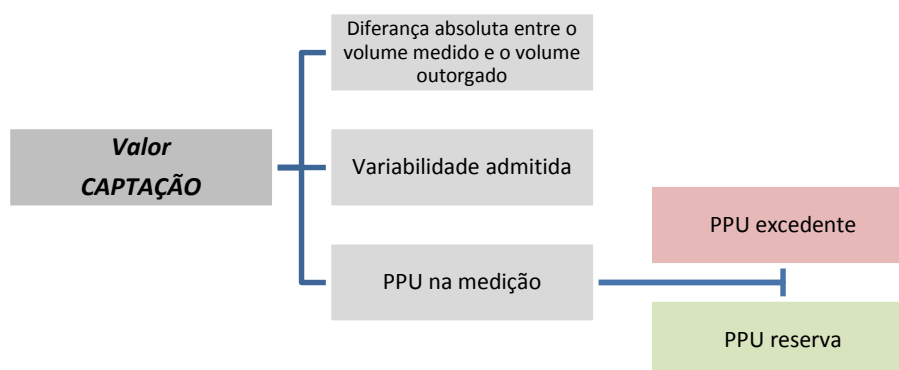 Diferança absoluta entre o
volume medido e o volume
outorgado
Valor
CAPTAÇÃO
Variabilidade admitida
PPU excedente
PPU na medição
PPU reserva